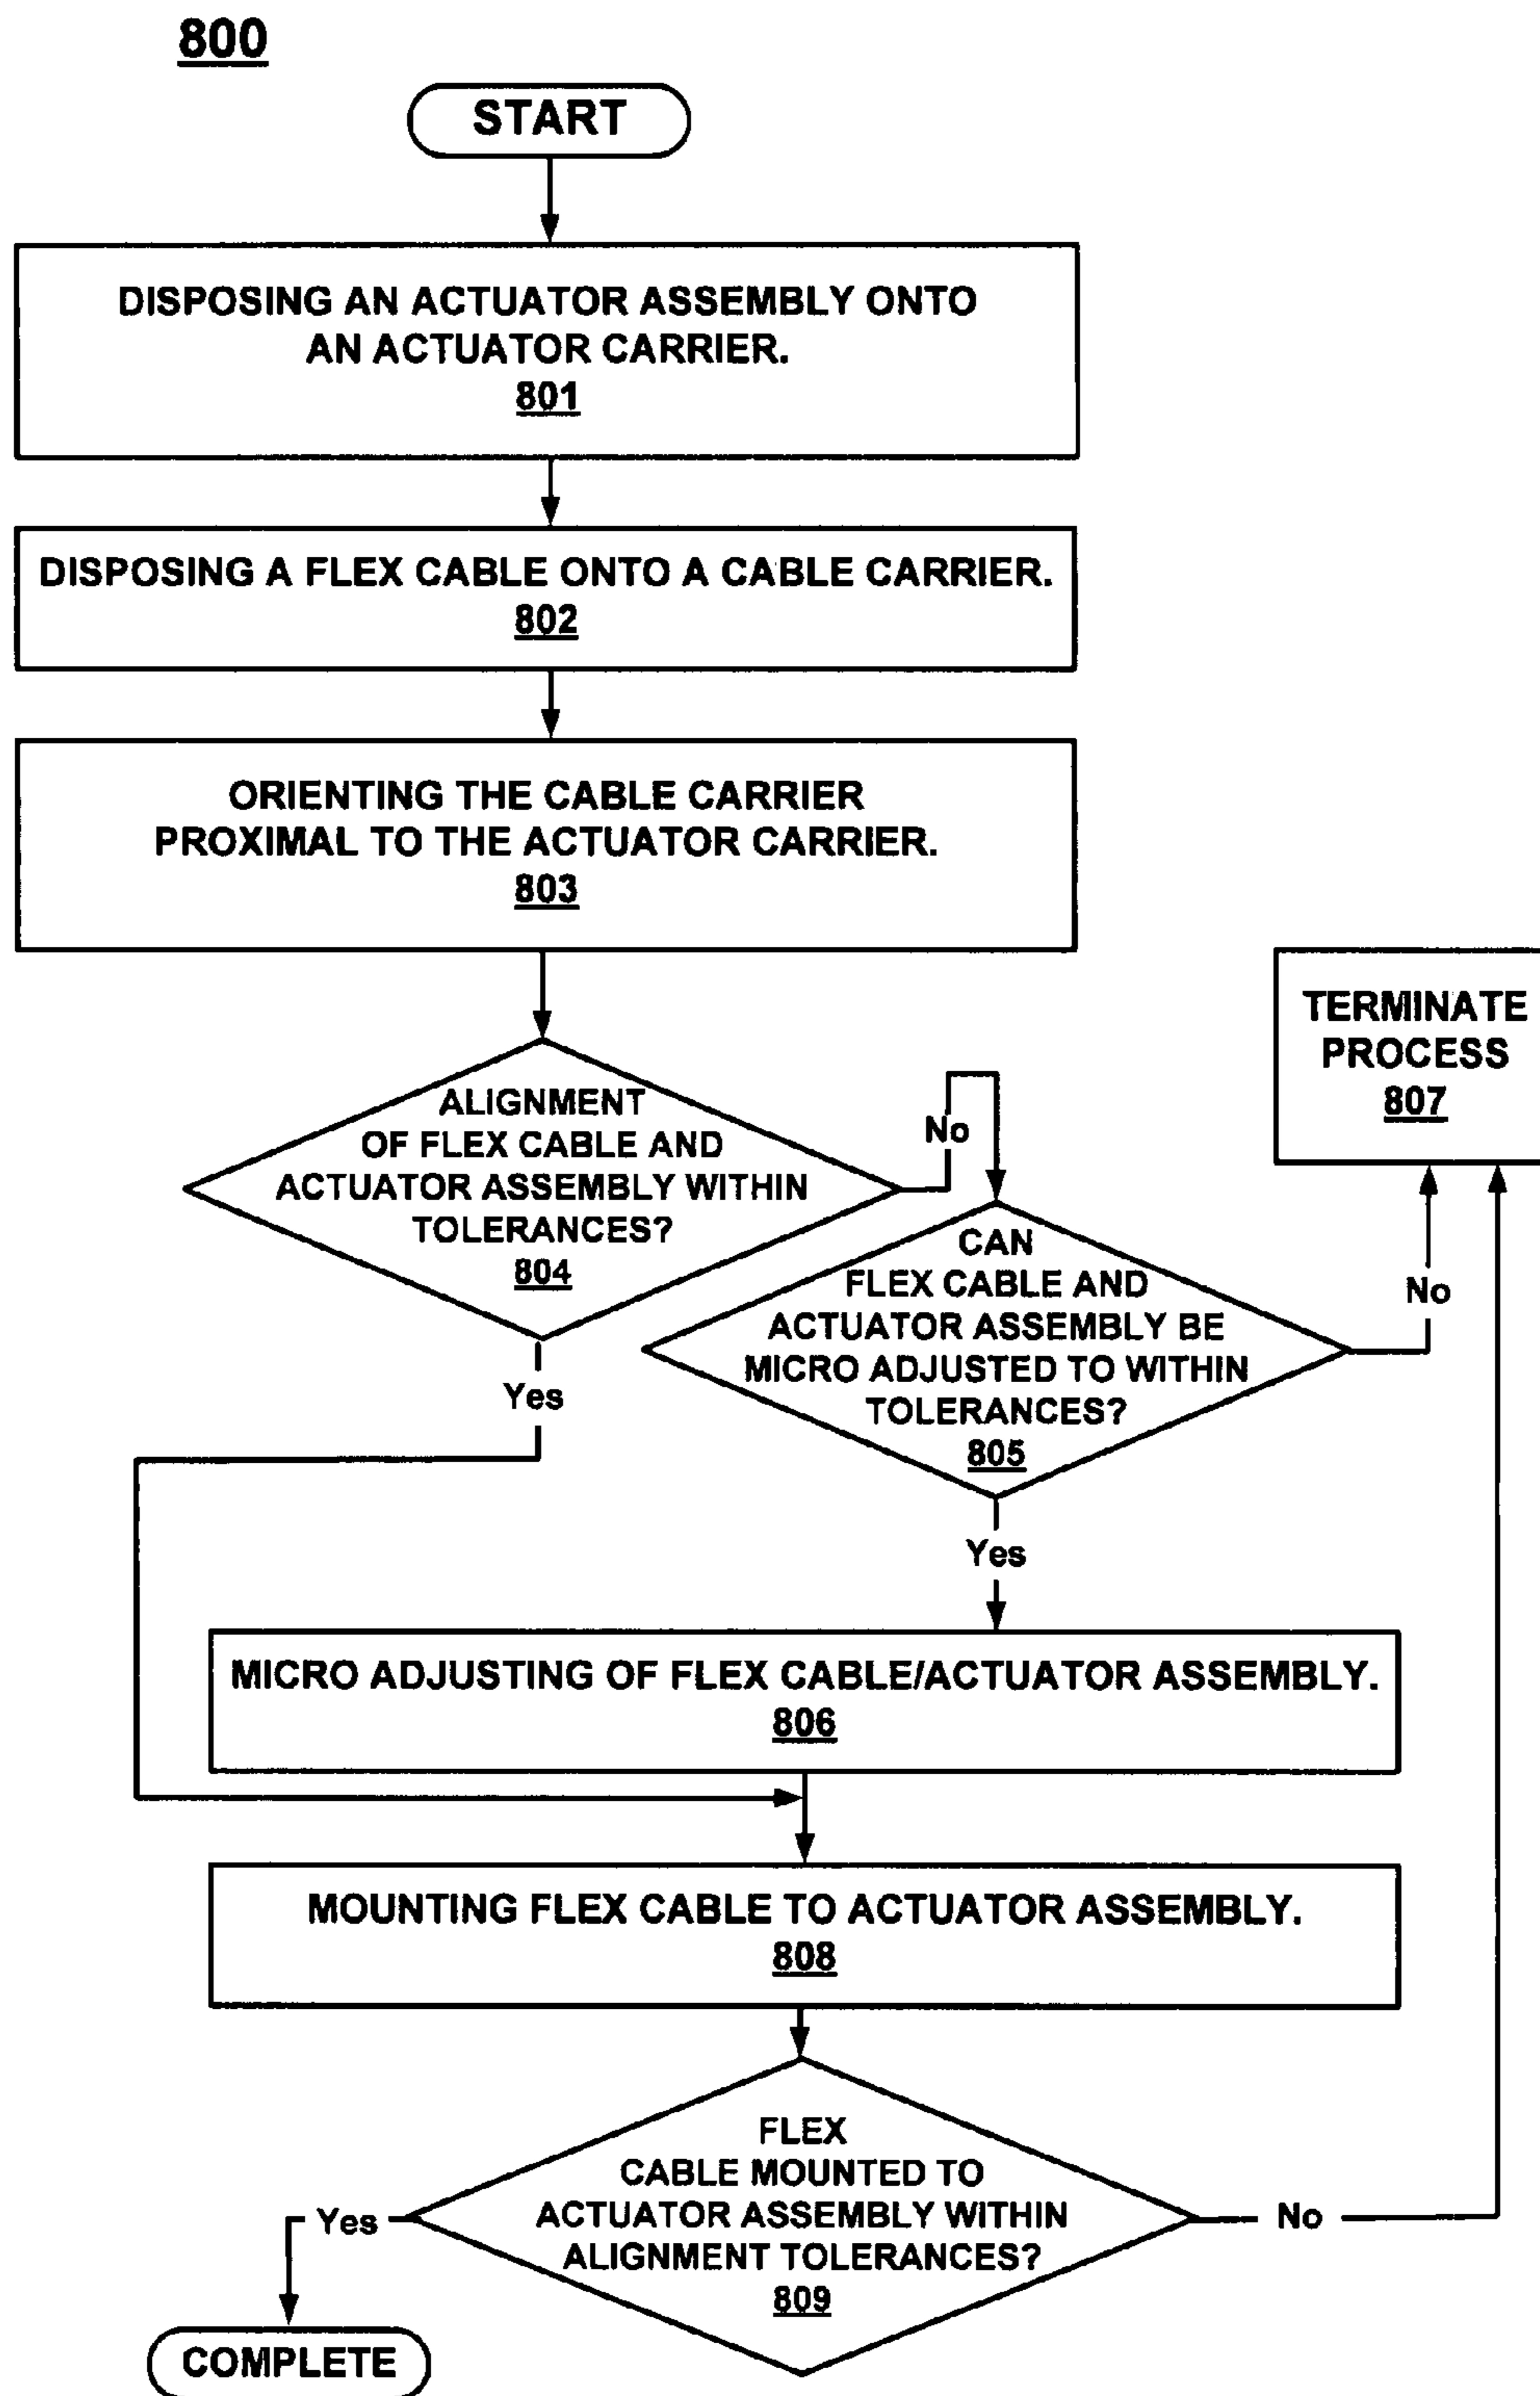 800
START
DISPOSING AN ACTUATOR ASSEMBLY ONTO
AN ACTUATOR CARRIER.
801
DISPOSING A FLEX CABLE ONTO A CABLE CARRIER.
802
ORIENTING THE CABLE CARRIER
PROXIMAL TO THE ACTUATOR CARRIER.
803
ALIGNMENT
OF FLEX CABLE AND
ACTUATOR ASSEMBLY WITHIN
TOLERANCES?
804
No
Yes
CAN
FLEX CABLE AND
ACTUATOR ASSEMBLY BE
MICRO ADJUSTED TO WITHIN
TOLERANCES?
805
No
Yes
TERMINATE
PROCESS
807
MICRO ADJUSTING OF FLEX CABLE/ACTUATOR ASSEMBLY.
806
MOUNTING FLEX CABLE TO ACTUATOR ASSEMBLY.
808
FLEX
CABLE MOUNTED TO
ACTUATOR ASSEMBLY WITHIN
ALIGNMENT TOLERANCES?
809
Yes
No
COMPLETE